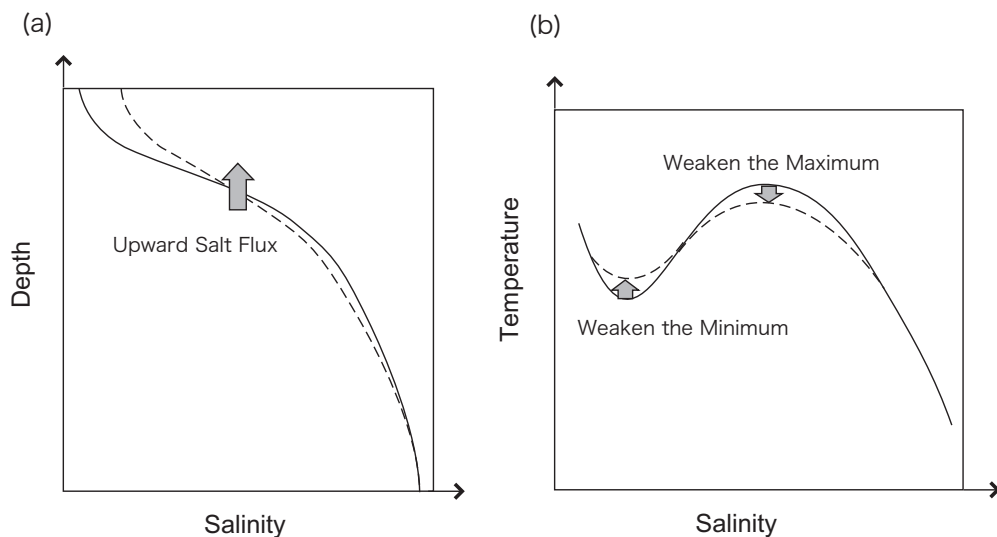 (a)
Upward Salt Flux
Depth
Salinity
(b)
Weaken the Maximum
Weaken the Minimum
Temperature
Salinity